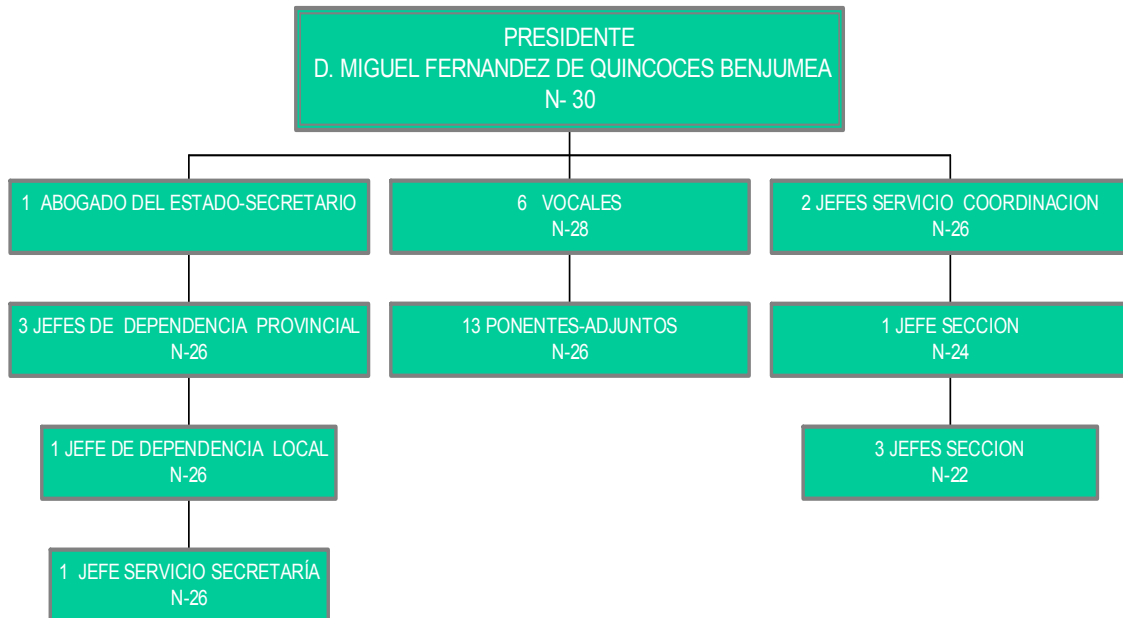 PRESIDENTE
D. MIGUEL FERNANDEZ DE QUINCOCES BENJUMEA
N- 30
1 ABOGADO DEL ESTADO-SECRETARIO
6 VOCALES
N-28
2 JEFES SERVICIO COORDINACION
N-26
3 JEFES DE DEPENDENCIA PROVINCIAL
N-26
13 PONENTES-ADJUNTOS
N-26
1 JEFE SECCION
N-24
1 JEFE DE DEPENDENCIA LOCAL
N-26
3 JEFES SECCION
N-22
1 JEFE SERVICIO SECRETARÍA
N-26